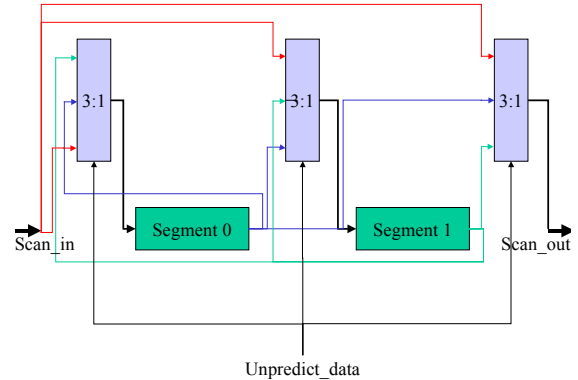 3:1
3:1
3:1
Segment 0
Segment 1
Scan_in
Scan_out
Unpredict_data